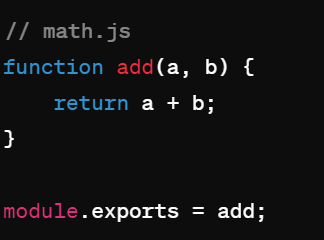 // math.js
function add(a, b) {
    return a + b;
}

module.exports = add;